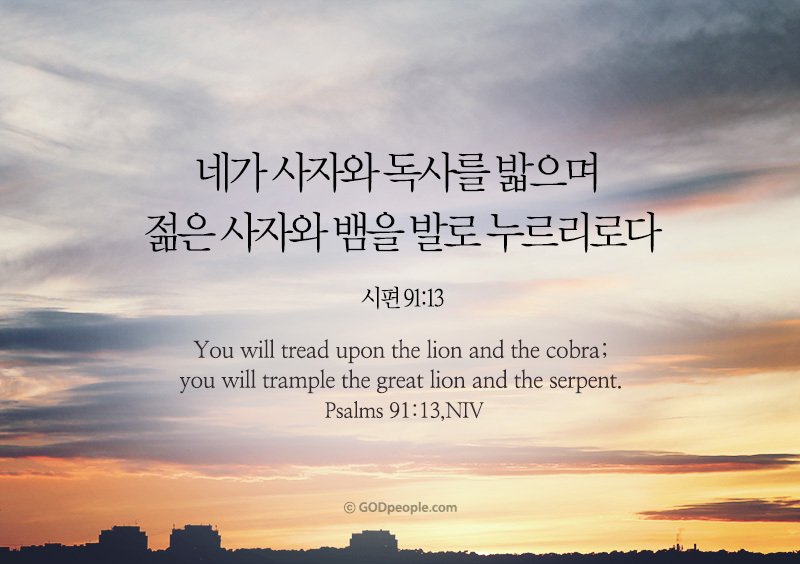 네가 사자와 독사를 밟으며
젊은 사자와 뱀을 발로 누르리로다
시편 91:13
You will tread upon the lion and the cobra;
you will trample the great lion and the serpent.
Psalms 91:13,NIV
© GODpeople.com